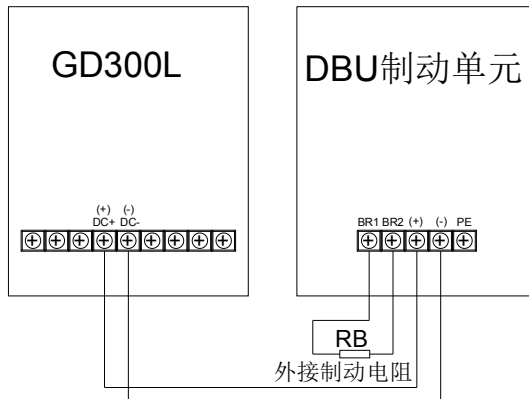 GD300L
DBU制动单元
(+) (-)
DC+ DC-
BR1 BR2 (+) (-) PE
RB
外接制动电阻